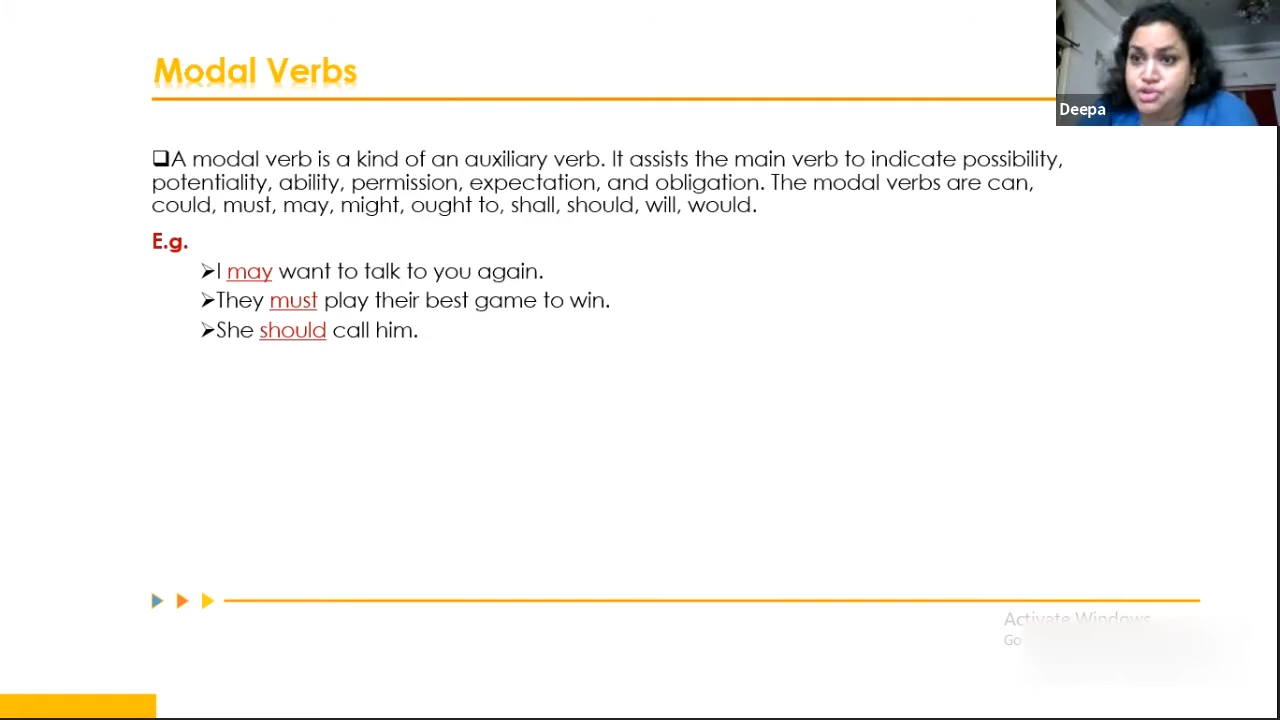 Modal Verbs
Deepa
❑A modal verb is a kind of an auxiliary verb. It assists the main verb to indicate possibility,
potentiality, ability, permission, expectation, and obligation. The modal verbs are can,
could, must, may, might, ought to, shall, should, will, would.
E.g.
➢I may want to talk to you again.
➢They must play their best game to win.
➢She should call him.
Activate Windows
Go